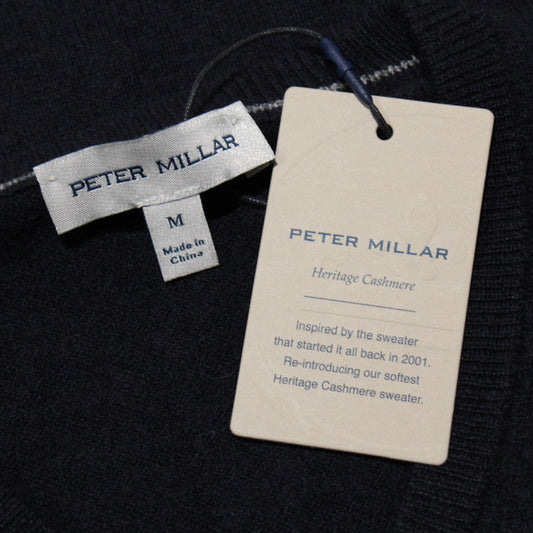 PETER MILLAR
M
Made in
China
PETER MILLAR
Heritage Cashmere
Inspired by the sweater
that started it all back in 2001.
Re-introducing our softest
Heritage Cashmere sweater.